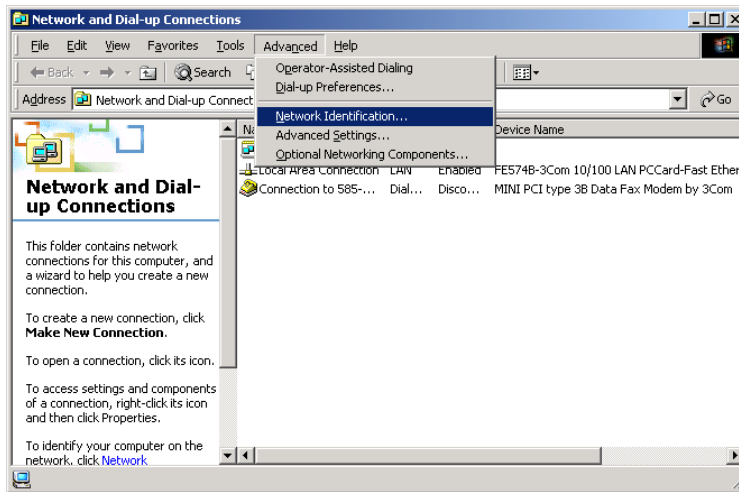 Network and Dial-up Connections
File Edit View Favorites Tools Advanced Help
Back Search
Address Network and Dial-up Connect Go
Operator-Assisted Dialing
Dial-up Preferences...
Network Identification...
Advanced Settings...
Optional Networking Components...
Na Device Name
Local Area Connection LAN Enabled FE574B-3Com 10/100 LAN PCCard-Fast Ether
Connection to 585-... Dial... Disco... MINI PCI type 3B Data Fax Modem by 3Com
Network and Dial-
up Connections
This folder contains network
connections for this computer, and
a wizard to help you create a new
connection.
To create a new connection, click
Make New Connection.
To open a connection, click its icon.
To access settings and components
of a connection, right-click its icon
and then click Properties.
To identify your computer on the
network, click Network